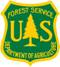 FOREST SERVICE
U S
DEPARTMENT OF AGRICULTURE